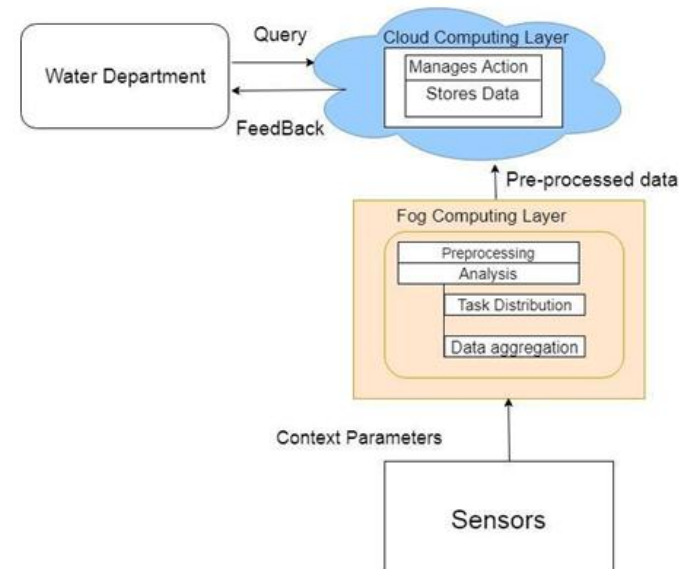 Query
Cloud Computing Layer
Water Department
Manages Action
Stores Data
FeedBack
Pre-processed data
Fog Computing Layer
Preprocessing
Analysis
Task Distribution
Data aggregation
Context Parameters
Sensors